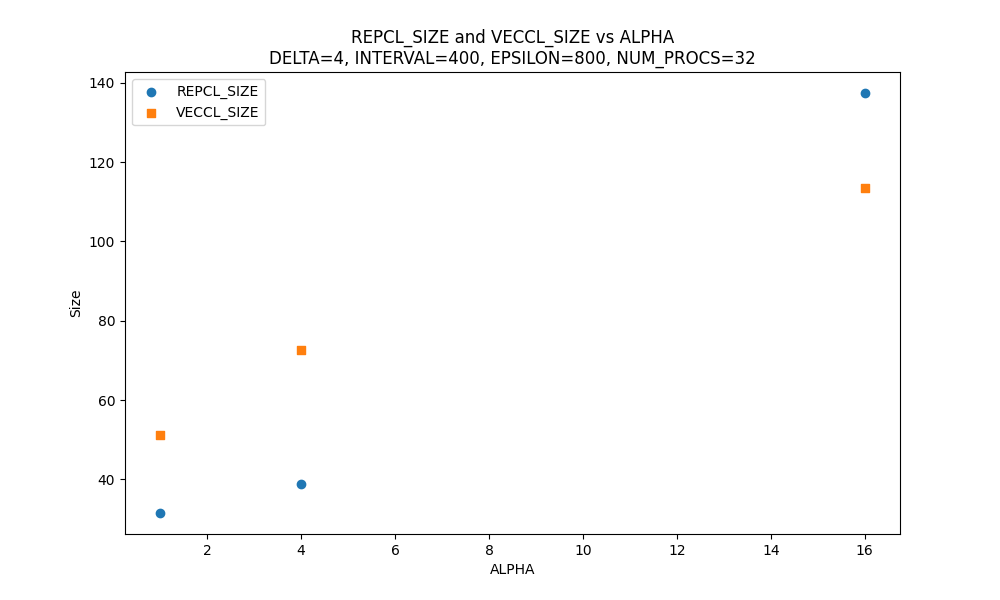 REPCL_SIZE and VECCL_SIZE vs ALPHA
DELTA=4, INTERVAL=400, EPSILON=800, NUM_PROCS=32
REPCL_SIZE
VECCL_SIZE
140
120
100
80
60
40
Size
2 4 6 8 10 12 14 16
ALPHA